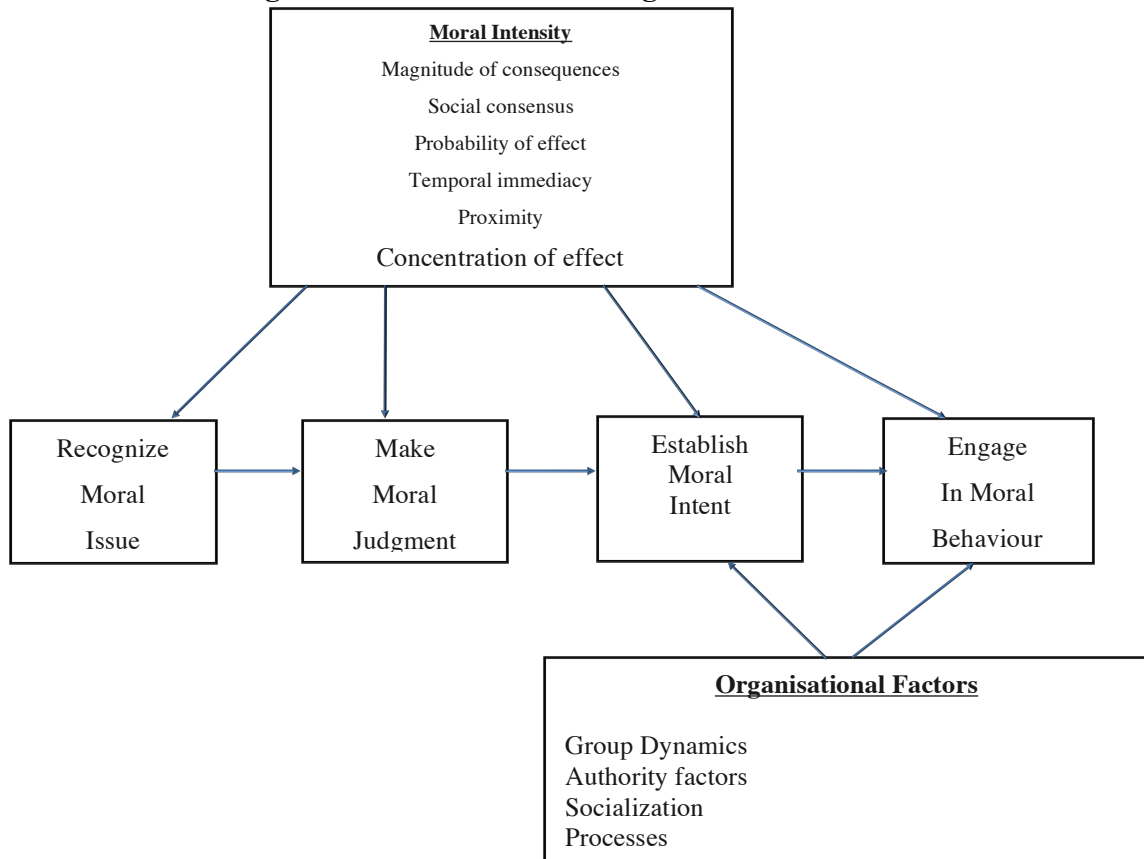 Moral Intensity
Magnitude of consequences
Social consensus
Probability of effect
Temporal immediacy
Proximity
Concentration of effect
Recognize
Moral
Issue
Make
Moral
Judgment
Establish
Moral
Intent
Engage
In Moral
Behaviour
Organisational Factors
Group Dynamics
Authority factors
Socialization
Processes